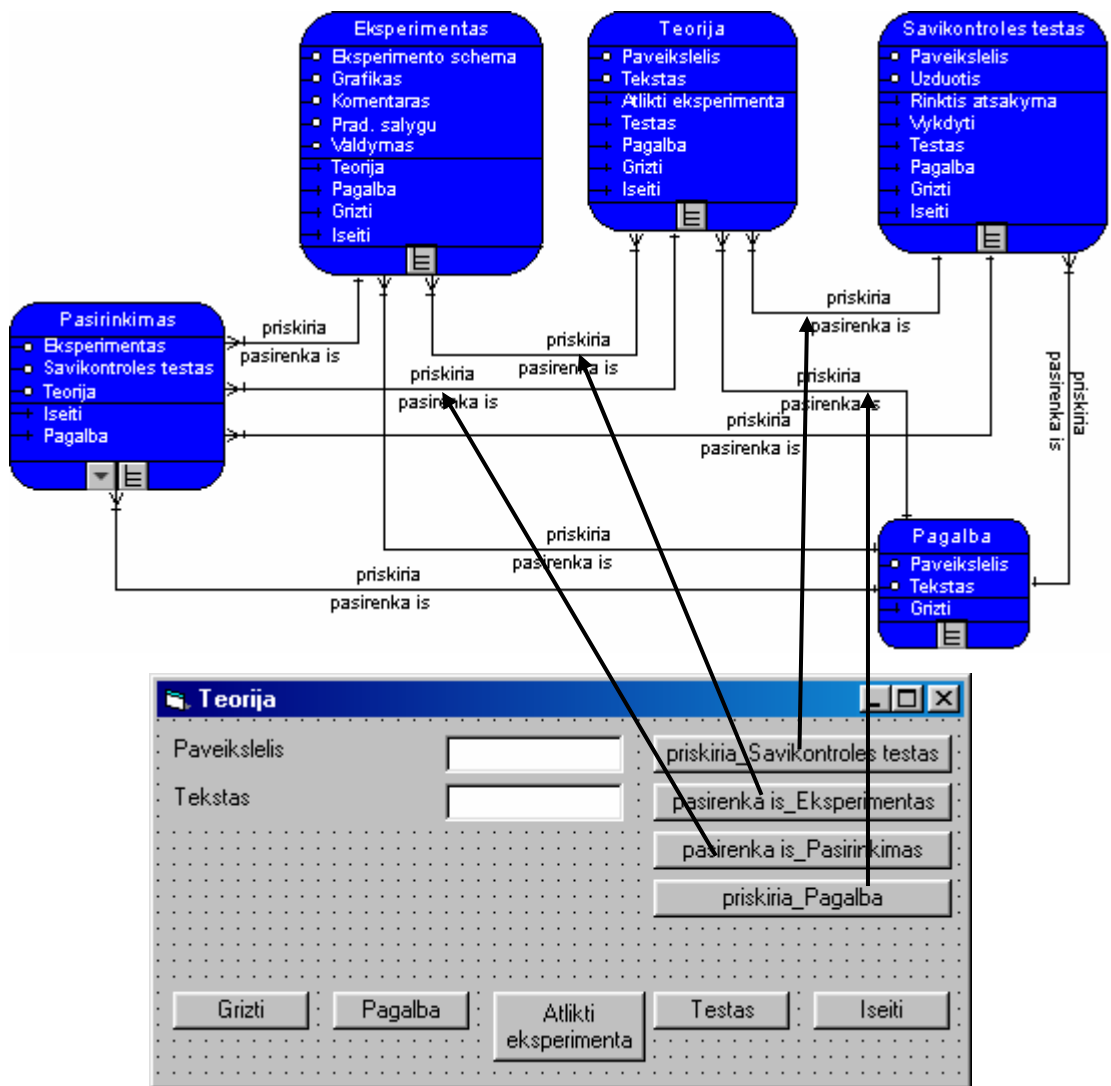 Eksperimentas
Eksperimento schema
Grafikas
Komentaras
Prad. salygu
Valdymas
Teorija
Pagalba
Grizti
Iseiti
Teorija
Paveikslelis
Tekstas
Atlikti eksperimenta
Testas
Pagalba
Grizti
Iseiti
Savikontroles testas
Paveikslelis
Uzduotis
Rinktis atsakyma
Vykdyti
Testas
Pagalba
Grizti
Iseiti
Pasirinkimas
Eksperimentas
Savikontroles testas
Teorija
Iseiti
Pagalba
priskiria
pasirenka is
priskiria
pasirenka is
priskiria
pasirenka is
priskiria
pasirenka is
priskiria
pasirenka is
priskiria
pasirenka is
priskiria
pasirenka is
priskiria
pasirenka is
priskiria
pasirenka is
Pagalba
Paveikslelis
Tekstas
Grizti
Teorija
Paveikslelis
priskiria_Savikontroles testas
Tekstas
pasirenka is_Eksperimentas
pasirenka is_Pasirinkimas
priskiria_Pagalba
Grizti
Pagalba
Atlikti
eksperimenta
Testas
Iseiti